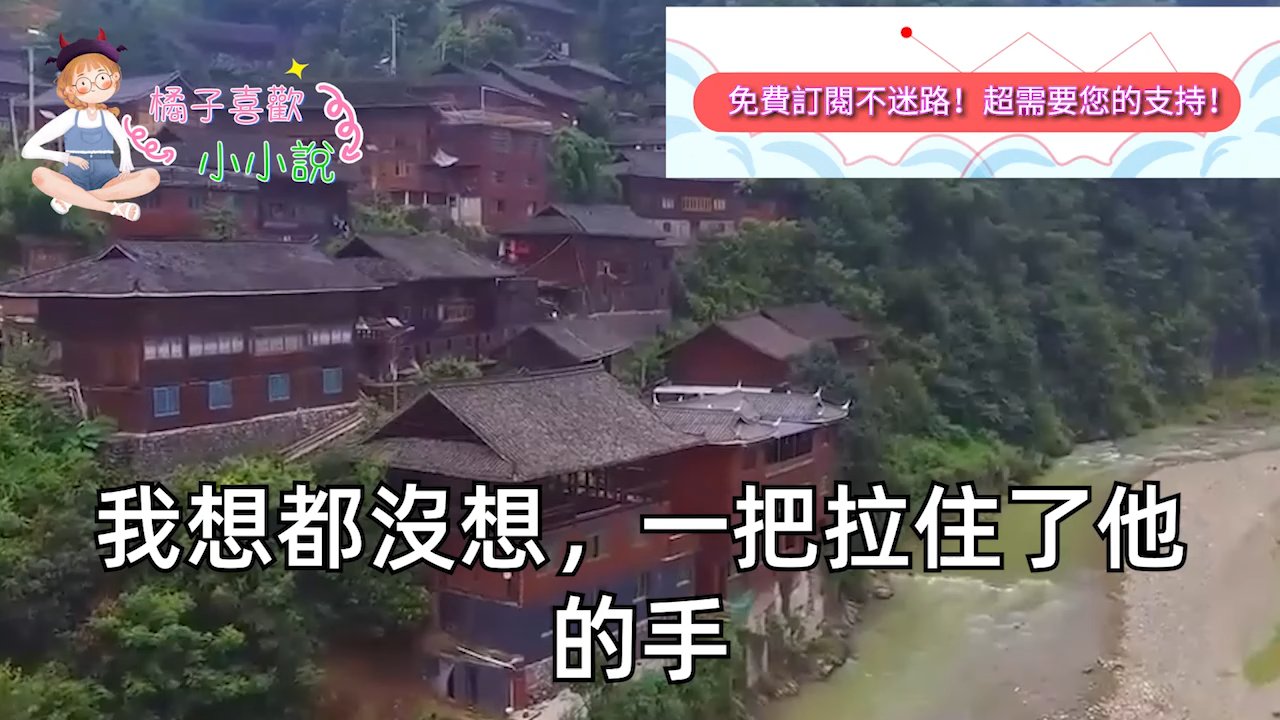 橘子喜歡
小小說
免費訂閱不迷路！超需要您的支持！
我想都沒想，一把拉住了他
的手